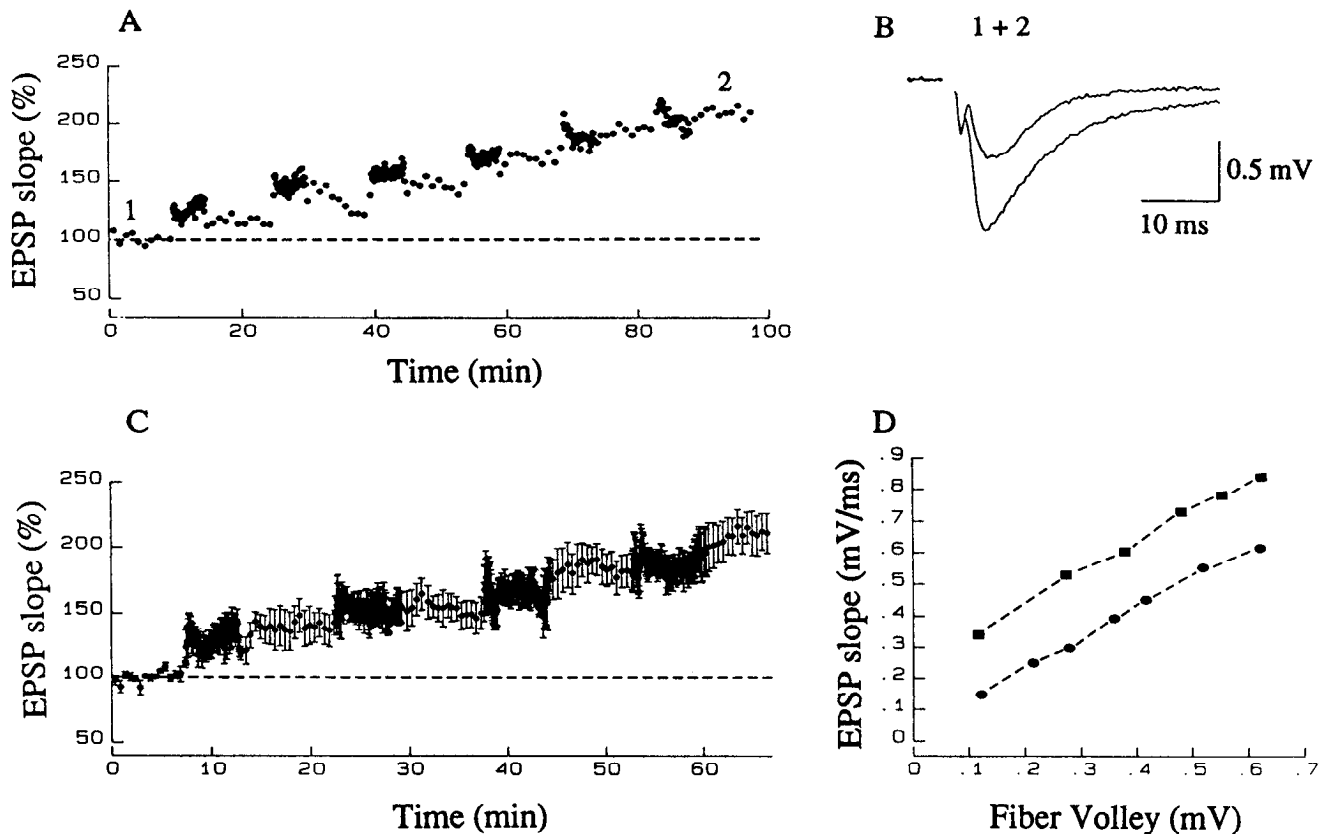 A
EPSP slope (%)
250
200
150
100
50
1
2
0 20 40 60 80 100
Time (min)
B
1 + 2
0.5 mV
10 ms
C
EPSP slope (%)
250
200
150
100
50
0 10 20 30 40 50 60
Time (min)
D
EPSP slope (mV/ms)
.9
.8
.7
.6
.5
.4
.3
.2
.1
0
0 .1 .2 .3 .4 .5 .6 .7
Fiber Volley (mV)